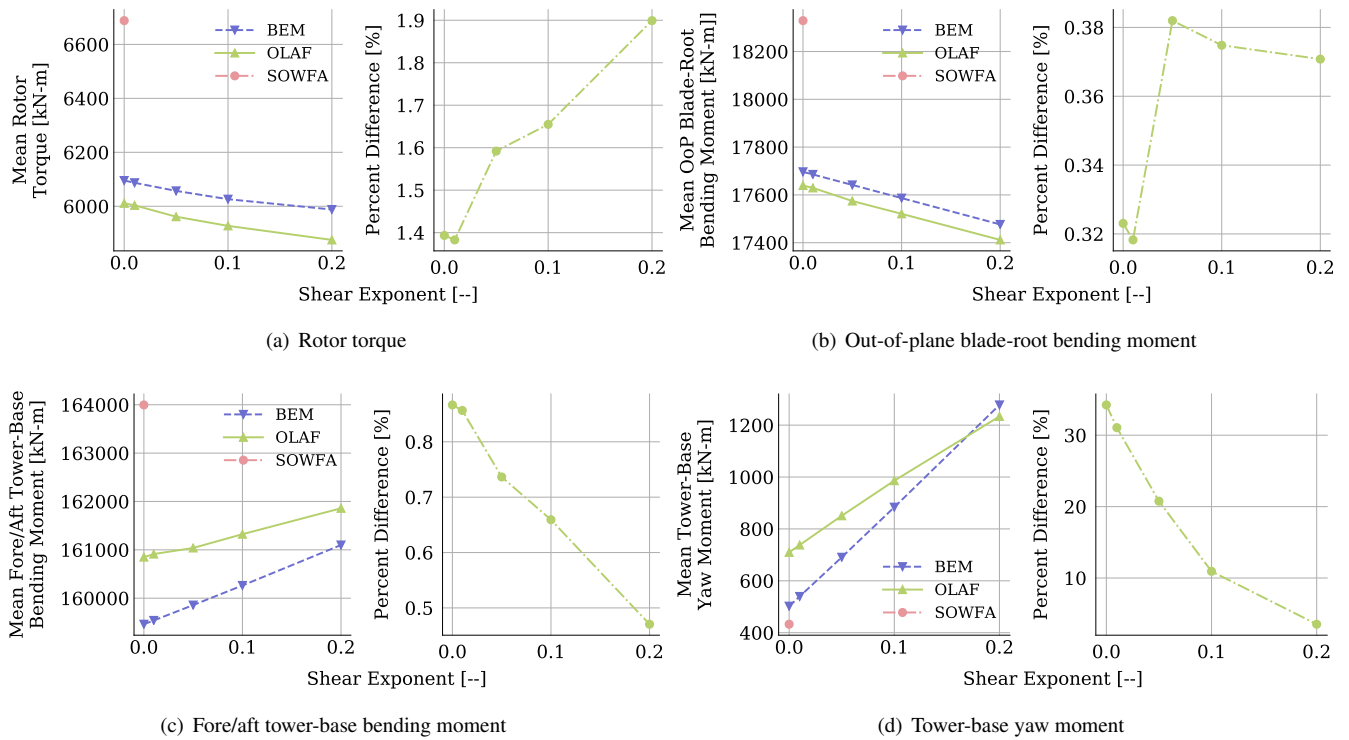 Mean Rotor
Torque [kN-m]
6600
6400
6200
6000
BEM
OLAF
SOWFA
0.0
0.1
0.2
Percent Difference [%]
1.9
1.8
1.7
1.6
1.5
1.4
0.0
0.1
0.2
Shear Exponent [--]
(a) Rotor torque
Mean OoP Blade-Root
Bending Moment [kN-m]]
18200
18000
17800
17600
17400
BEM
OLAF
SOWFA
0.0
0.1
0.2
Percent Difference [%]
0.38
0.36
0.34
0.32
0.0
0.1
0.2
Shear Exponent [--]
(b) Out-of-plane blade-root bending moment
Mean Fore/Aft Tower-Base
Bending Moment [kN-m]
164000
163000
162000
161000
160000
BEM
OLAF
SOWFA
0.0
0.1
0.2
Percent Difference [%]
0.8
0.7
0.6
0.5
0.0
0.1
0.2
Shear Exponent [--]
(c) Fore/aft tower-base bending moment
Mean Tower-Base
Yaw Moment [kN-m]
1200
1000
800
600
400
BEM
OLAF
SOWFA
0.0
0.1
0.2
Percent Difference [%]
30
20
10
0.0
0.1
0.2
Shear Exponent [--]
(d) Tower-base yaw moment